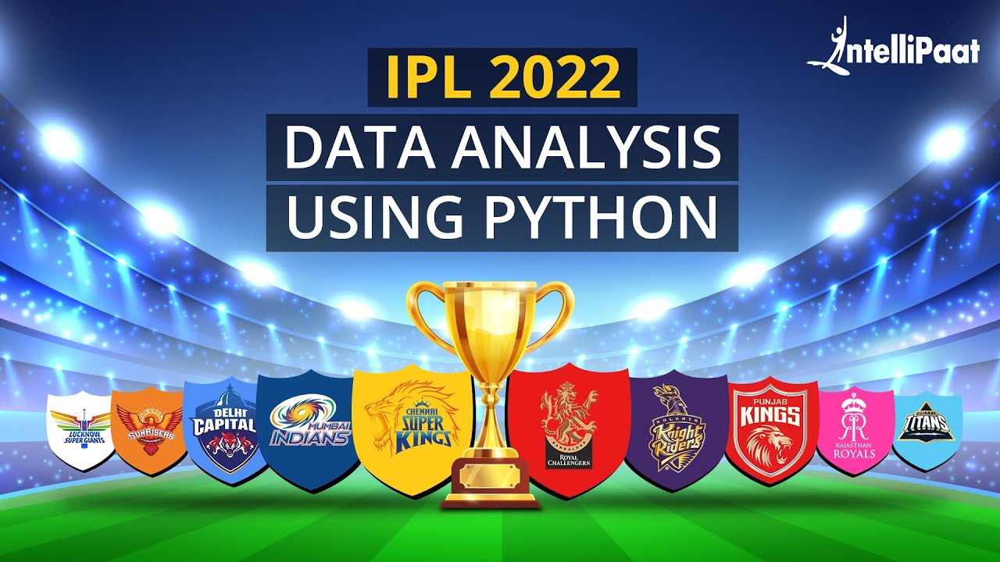 IntelliPaat
IPL 2022
DATA ANALYSIS
USING PYTHON
LUCKNOW
SUPER GIANTS
SUNRISERS
DELHI
CAPITALS
MUMBAI
INDIANS
CHENNAI
SUPER
KINGS
BANGALORE
ROYAL
CHALLENGERS
KOLKATA
Knight
Riders
PUNJAB
KINGS
RAJASTHAN
ROYALS
GUJARAT
TITANS